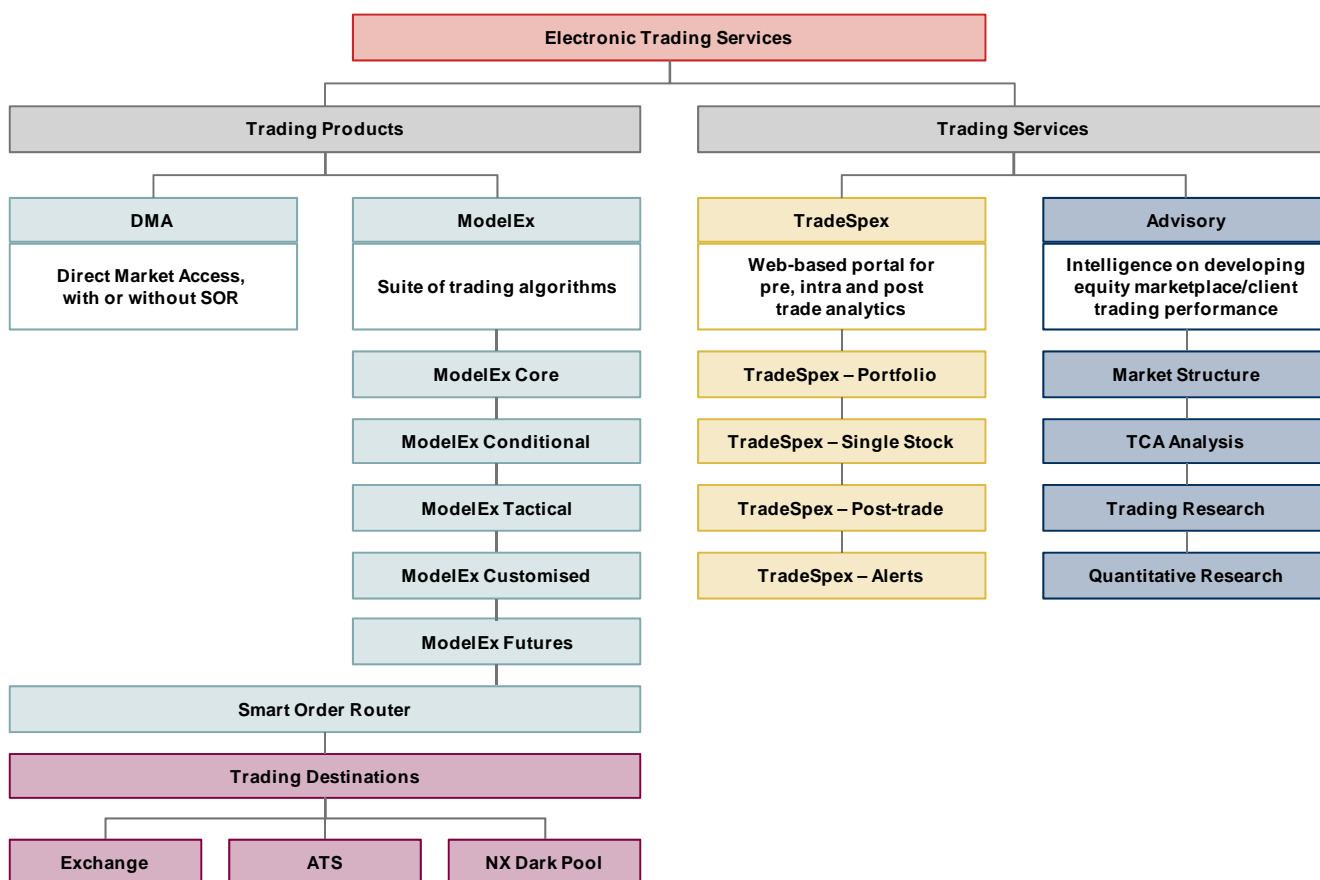 Electronic Trading Services
Trading Products
Trading Services
DMA
ModelEx
TradeSpex
Advisory
Direct Market Access,
with or without SOR
Suite of trading algorithms
Web-based portal for
pre, intra and post
trade analytics
Intelligence on developing
equity marketplace/client
trading performance
ModelEx Core
TradeSpex – Portfolio
Market Structure
ModelEx Conditional
TradeSpex – Single Stock
TCA Analysis
ModelEx Tactical
TradeSpex – Post-trade
Trading Research
ModelEx Customised
TradeSpex – Alerts
Quantitative Research
ModelEx Futures
Smart Order Router
Trading Destinations
Exchange
ATS
NX Dark Pool